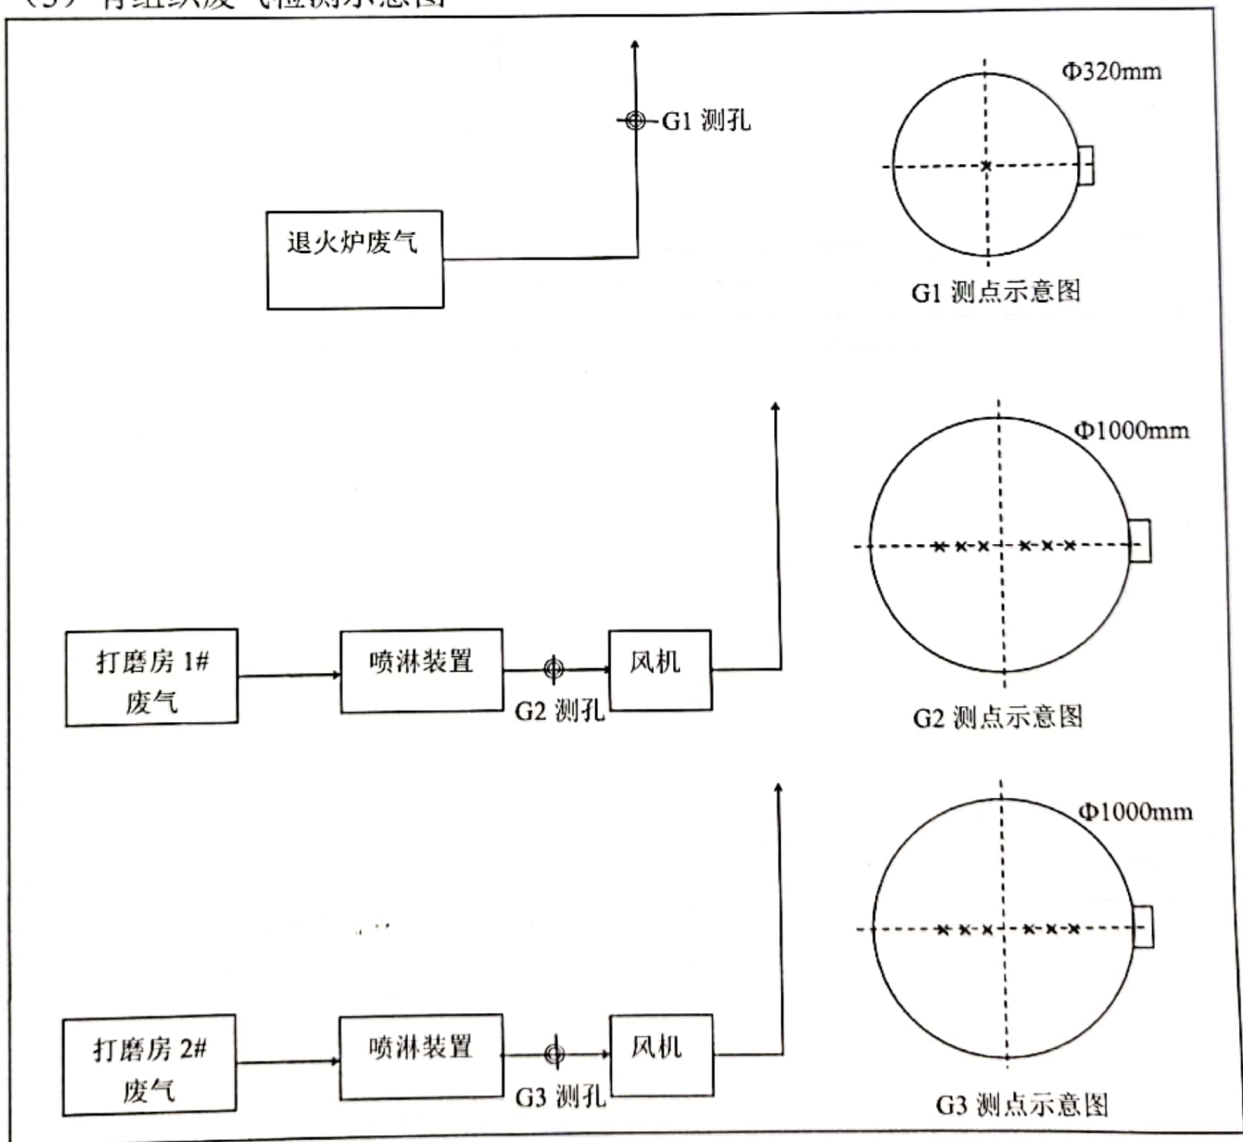 （3）有组织废气检测示意图
Φ320mm
G1 测孔
退火炉废气
G1 测点示意图
Φ1000mm
打磨房 1#
废气
喷淋装置
风机
G2 测孔
G2 测点示意图
Φ1000mm
打磨房 2#
废气
喷淋装置
风机
G3 测孔
G3 测点示意图